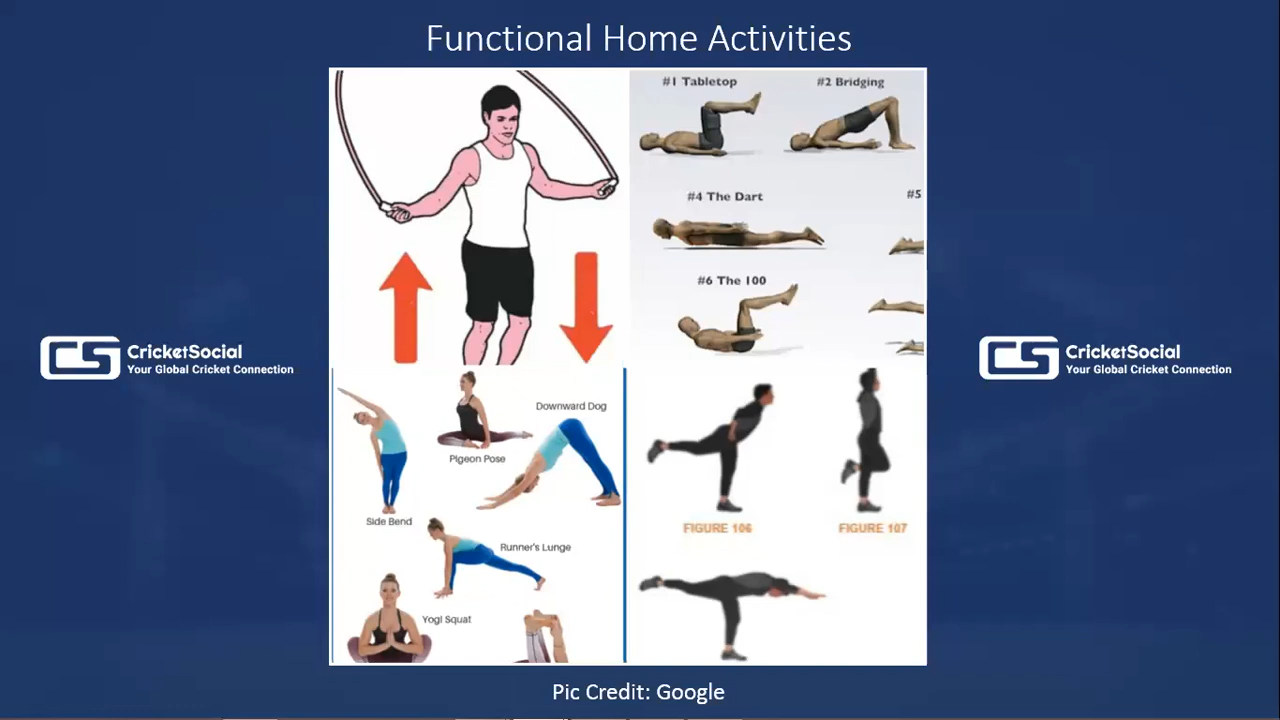 Functional Home Activities
#1 Tabletop
#2 Bridging
#4 The Dart
#5
#6 The 100
CS CricketSocial
Your Global Cricket Connection
CS CricketSocial
Your Global Cricket Connection
Downward Dog
Pigeon Pose
Side Bend
Runner's Lunge
Yogi Squat
FIGURE 106
FIGURE 107
Pic Credit: Google